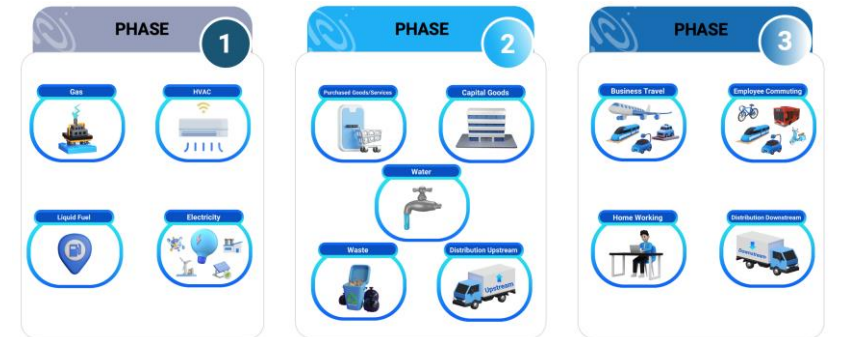 PHASE 1
Gas
HVAC
Liquid Fuel
Electricity
PHASE 2
Purchased Goods/Services
Capital Goods
Water
Waste
Distribution Upstream
Upstream
PHASE 3
Business Travel
Employee Commuting
Home Working
Distribution Downstream
Downstream